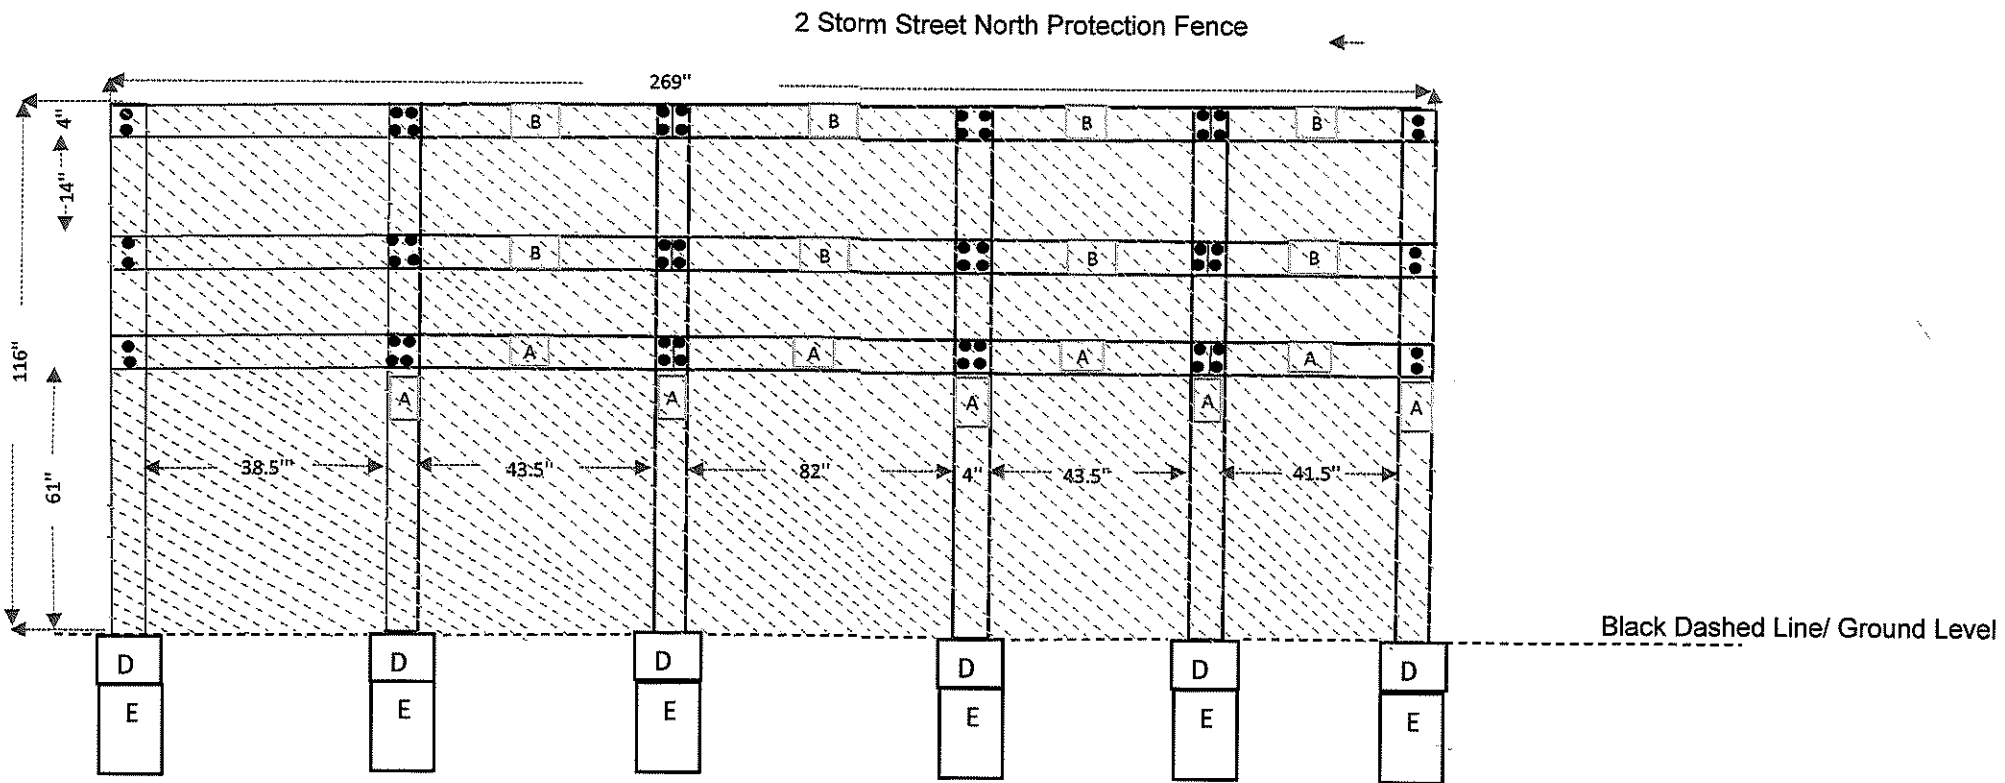 2 Storm Street North Protection Fence
269"
4"
B B B B
14"
B B B B
116"
A A A A
A A A A A
61"
38.5" 43.5" 82" 4" 43.5" 41.5"
Black Dashed Line/ Ground Level
D D D D D D
E E E E E E